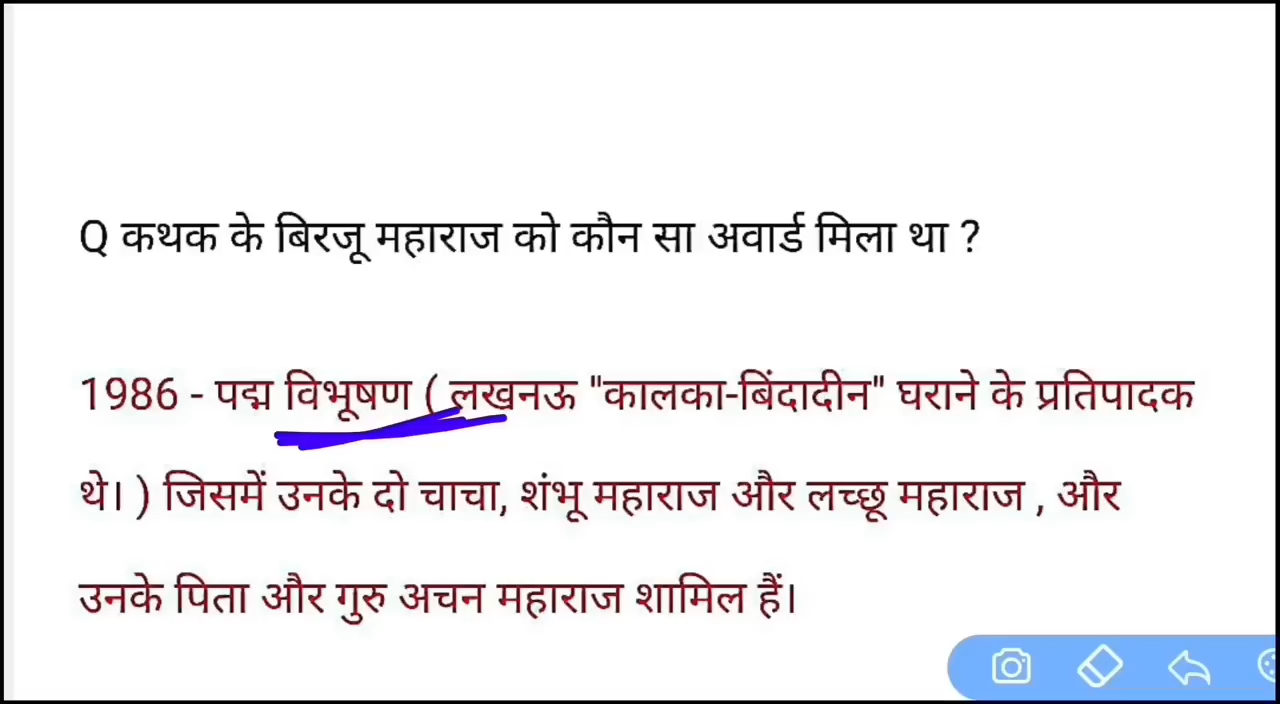 Q कथक के बिरजू महाराज को कौन सा अवार्ड मिला था ?
1986 - पद्म विभूषण ( लखनऊ "कालका-बिंदादीन" घराने के प्रतिपादक
थे। ) जिसमें उनके दो चाचा, शंभू महाराज और लच्छू महाराज , और
उनके पिता और गुरु अचन महाराज शामिल हैं।